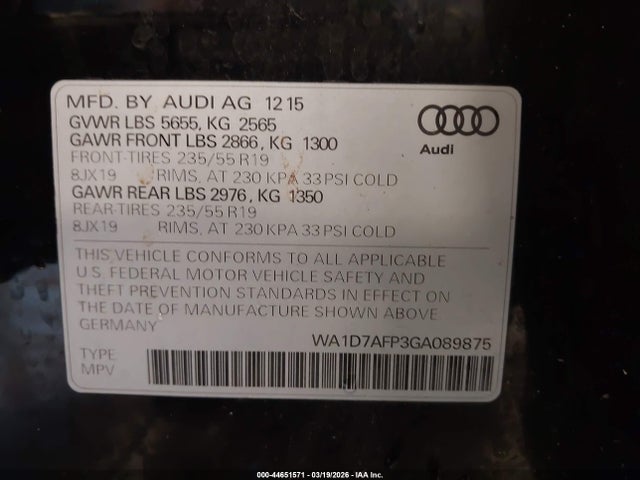 MFD. BY AUDI AG 12 15
GVWR LBS 5655, KG 2565
GAWR FRONT LBS 2866, KG 1300
FRONT-TIRES 235/55 R19
8JX19 RIMS, AT 230 KPA 33 PSI COLD
GAWR REAR LBS 2976, KG 1350
REAR-TIRES 235/55 R19
8JX19 RIMS, AT 230 KPA 33 PSI COLD
Audi
THIS VEHICLE CONFORMS TO ALL APPLICABLE
U.S. FEDERAL MOTOR VEHICLE SAFETY AND
THEFT PREVENTION STANDARDS IN EFFECT ON
THE DATE OF MANUFACTURE SHOWN ABOVE
GERMANY
WA1D7AFP3GA089875
TYPE
MPV
000-44651571 - 03/19/2026 - IAA Inc.